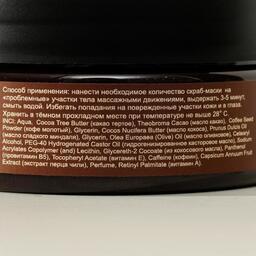 Способ применения: нанести необходимое количество скраб-маски на
«проблемные» участки тела массажными движениями, выдержать 3-5 минут,
смыть водой. Избегать попадания на поврежденные участки кожи и в глаза.
Хранить в тёмном прохладном месте при температуре не выше 28° С.
INCI: Aqua, Cocoa Tree Butter (какао тертое), Theobroma Cacao (масло какао), Coffee Seed
Powder (кофе молотый), Glycerin, Cocos Nucifera Butter (масло кокоса), Prunus Dulcis Oil
(масло сладкого миндаля), Glycerin, Olea Europaea (Olive) Oil (масло оливы), Cetearyl
Alcohol, PEG-40 Hydrogenated Castor Oil (гидрогенизированное касторовое масло), Sodium
Acrylates Copolymer (and) Lecithin, Glycereth-2 Cocoate (из кокосового масла), Panthenol
(провитамин B5), Tocopheryl Acetate (витамин Е), Caffeine (кофеин), Capsicum Annuum Fruit
Extract (экстракт перца чили), Perfume, Retinyl Palmitate (витамин А).